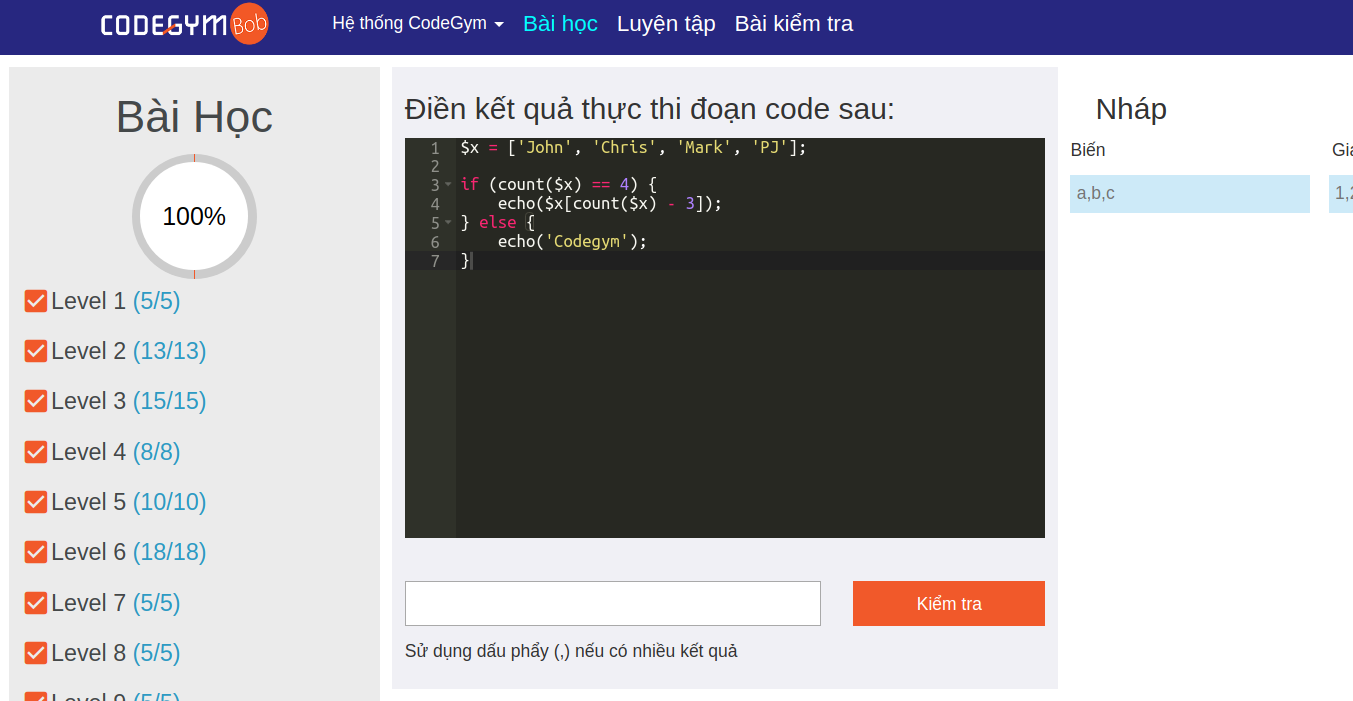 CODEGYM Bob
Hệ thống CodeGym
Bài học
Luyện tập
Bài kiểm tra
Bài Học
100%
Level 1 (5/5)
Level 2 (13/13)
Level 3 (15/15)
Level 4 (8/8)
Level 5 (10/10)
Level 6 (18/18)
Level 7 (5/5)
Level 8 (5/5)
Level 9 (5/5)
Điền kết quả thực thi đoạn code sau:
1 $x = ['John', 'Chris', 'Mark', 'PJ'];
2
3 if (count($x) == 4) {
4     echo($x[count($x) - 3]);
5 } else {
6     echo('Codegym');
7 }
Kiểm tra
Sử dụng dấu phẩy (,) nếu có nhiều kết quả
Nháp
Biến
a,b,c